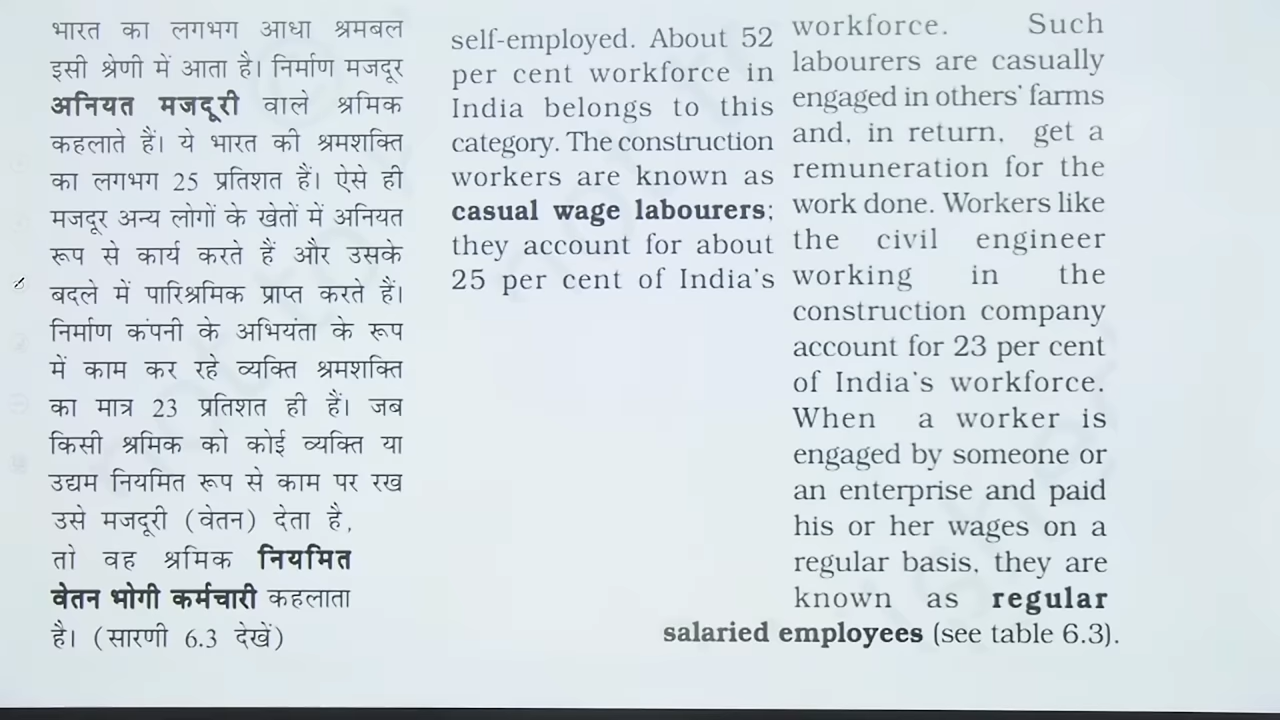 भारत का लगभग आधा श्रमबल
इसी श्रेणी में आता है। निर्माण मजदूर
अनियत मजदूरी वाले श्रमिक
कहलाते हैं। ये भारत की श्रमशक्ति
का लगभग 25 प्रतिशत हैं। ऐसे ही
मजदूर अन्य लोगों के खेतों में अनियत
रूप से कार्य करते हैं और उसके
बदले में पारिश्रमिक प्राप्त करते हैं।
निर्माण कंपनी के अभियंता के रूप
में काम कर रहे व्यक्ति श्रमशक्ति
का मात्र 23 प्रतिशत ही हैं। जब
किसी श्रमिक को कोई व्यक्ति या
उद्यम नियमित रूप से काम पर रख
उसे मजदूरी (वेतन) देता है,
तो वह श्रमिक नियमित
वेतन भोगी कर्मचारी कहलाता
है। (सारणी 6.3 देखें)
self-employed. About 52
per cent workforce in
India belongs to this
category. The construction
workers are known as
casual wage labourers;
they account for about
25 per cent of India's
workforce. Such
labourers are casually
engaged in others' farms
and, in return, get a
remuneration for the
work done. Workers like
the civil engineer
working in the
construction company
account for 23 per cent
of India's workforce.
When a worker is
engaged by someone or
an enterprise and paid
his or her wages on a
regular basis, they are
known as regular
salaried employees (see table 6.3).